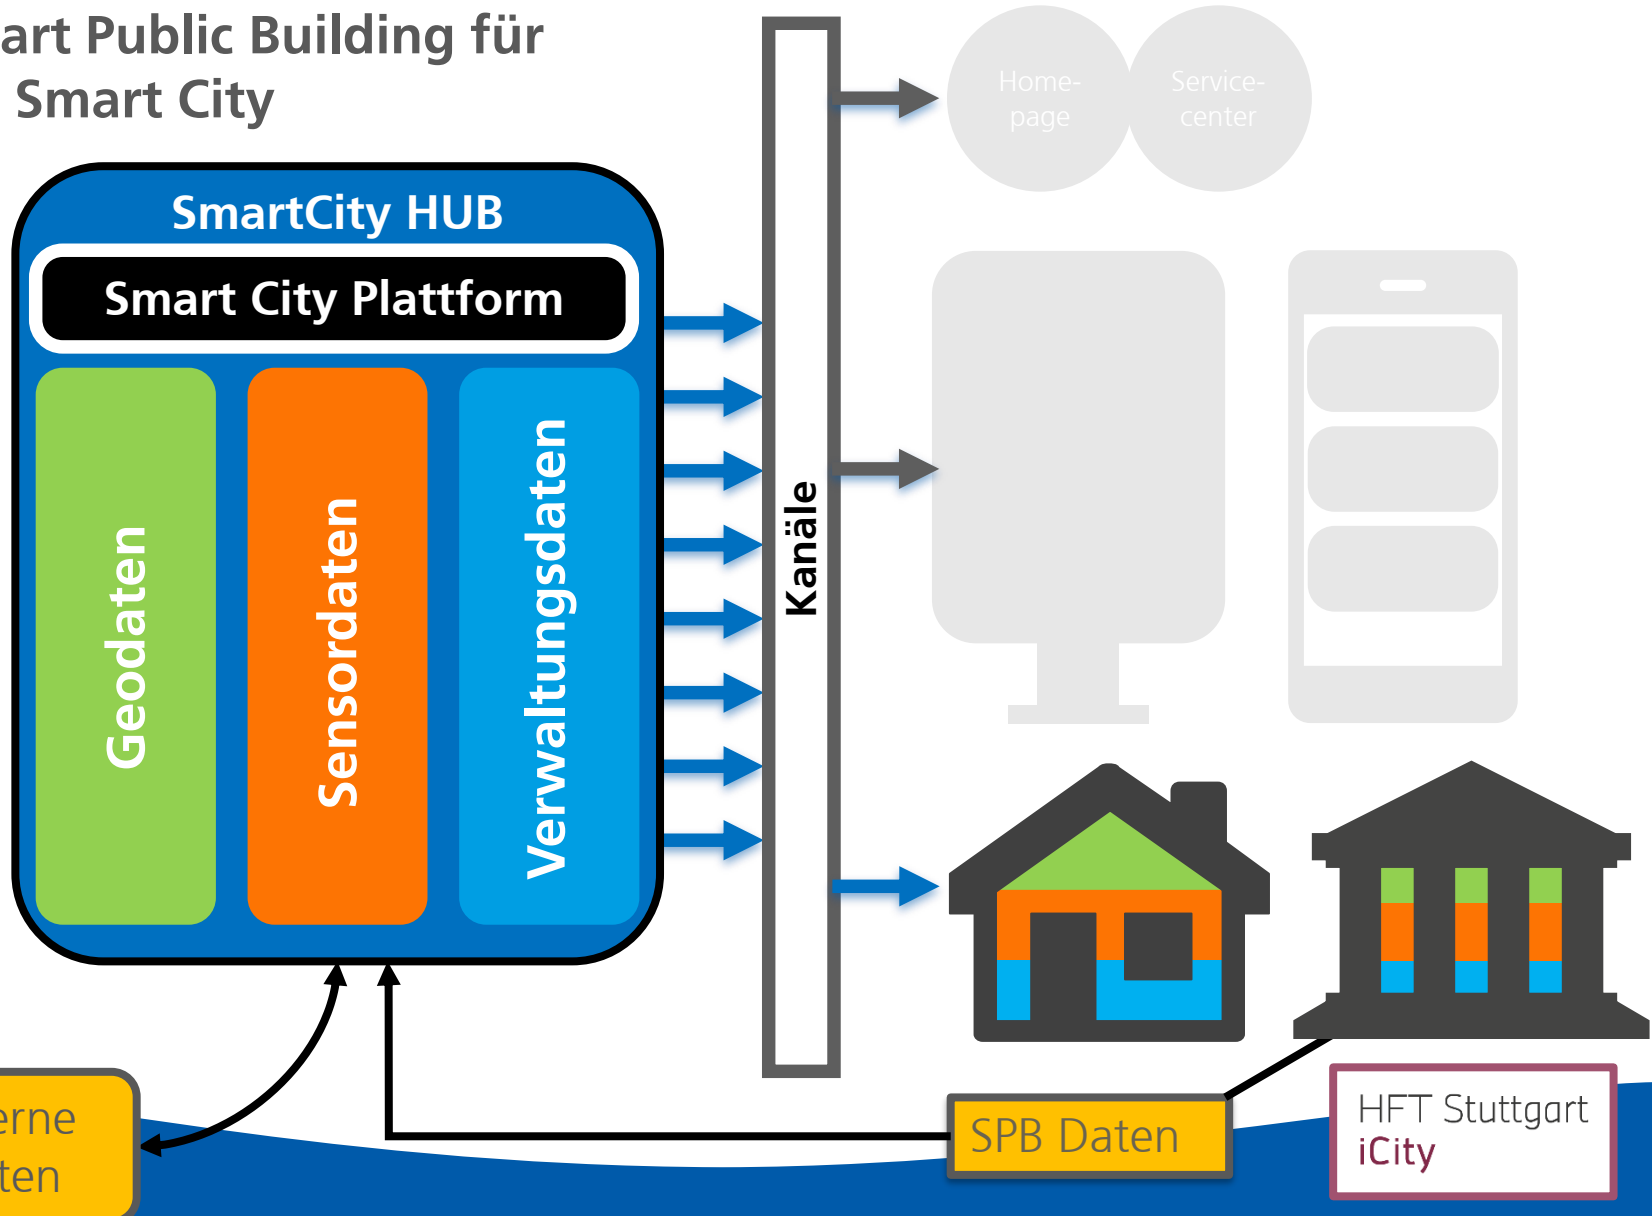 art Public Building für
Smart City
SmartCity HUB
Smart City Plattform
Geodaten
Sensordaten
Verwaltungsdaten
Kanäle
Home-
page
Service-
center
erne
ten
SPB Daten
HFT Stuttgart
iCity